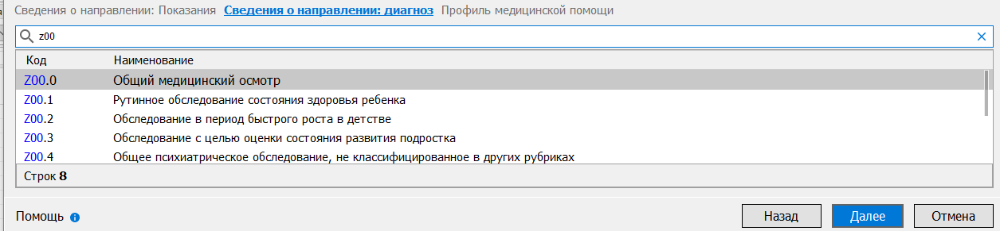 Сведения о направлении: Показания Сведения о направлении: диагноз Профиль медицинской помощи
z00
Код Наименование
Z00.0 Общий медицинский осмотр
Z00.1 Рутинное обследование состояния здоровья ребенка
Z00.2 Обследование в период быстрого роста в детстве
Z00.3 Обследование с целью оценки состояния развития подростка
Z00.4 Общее психиатрическое обследование, не классифицированное в других рубриках
Строк 8
Помощь Назад Далее Отмена